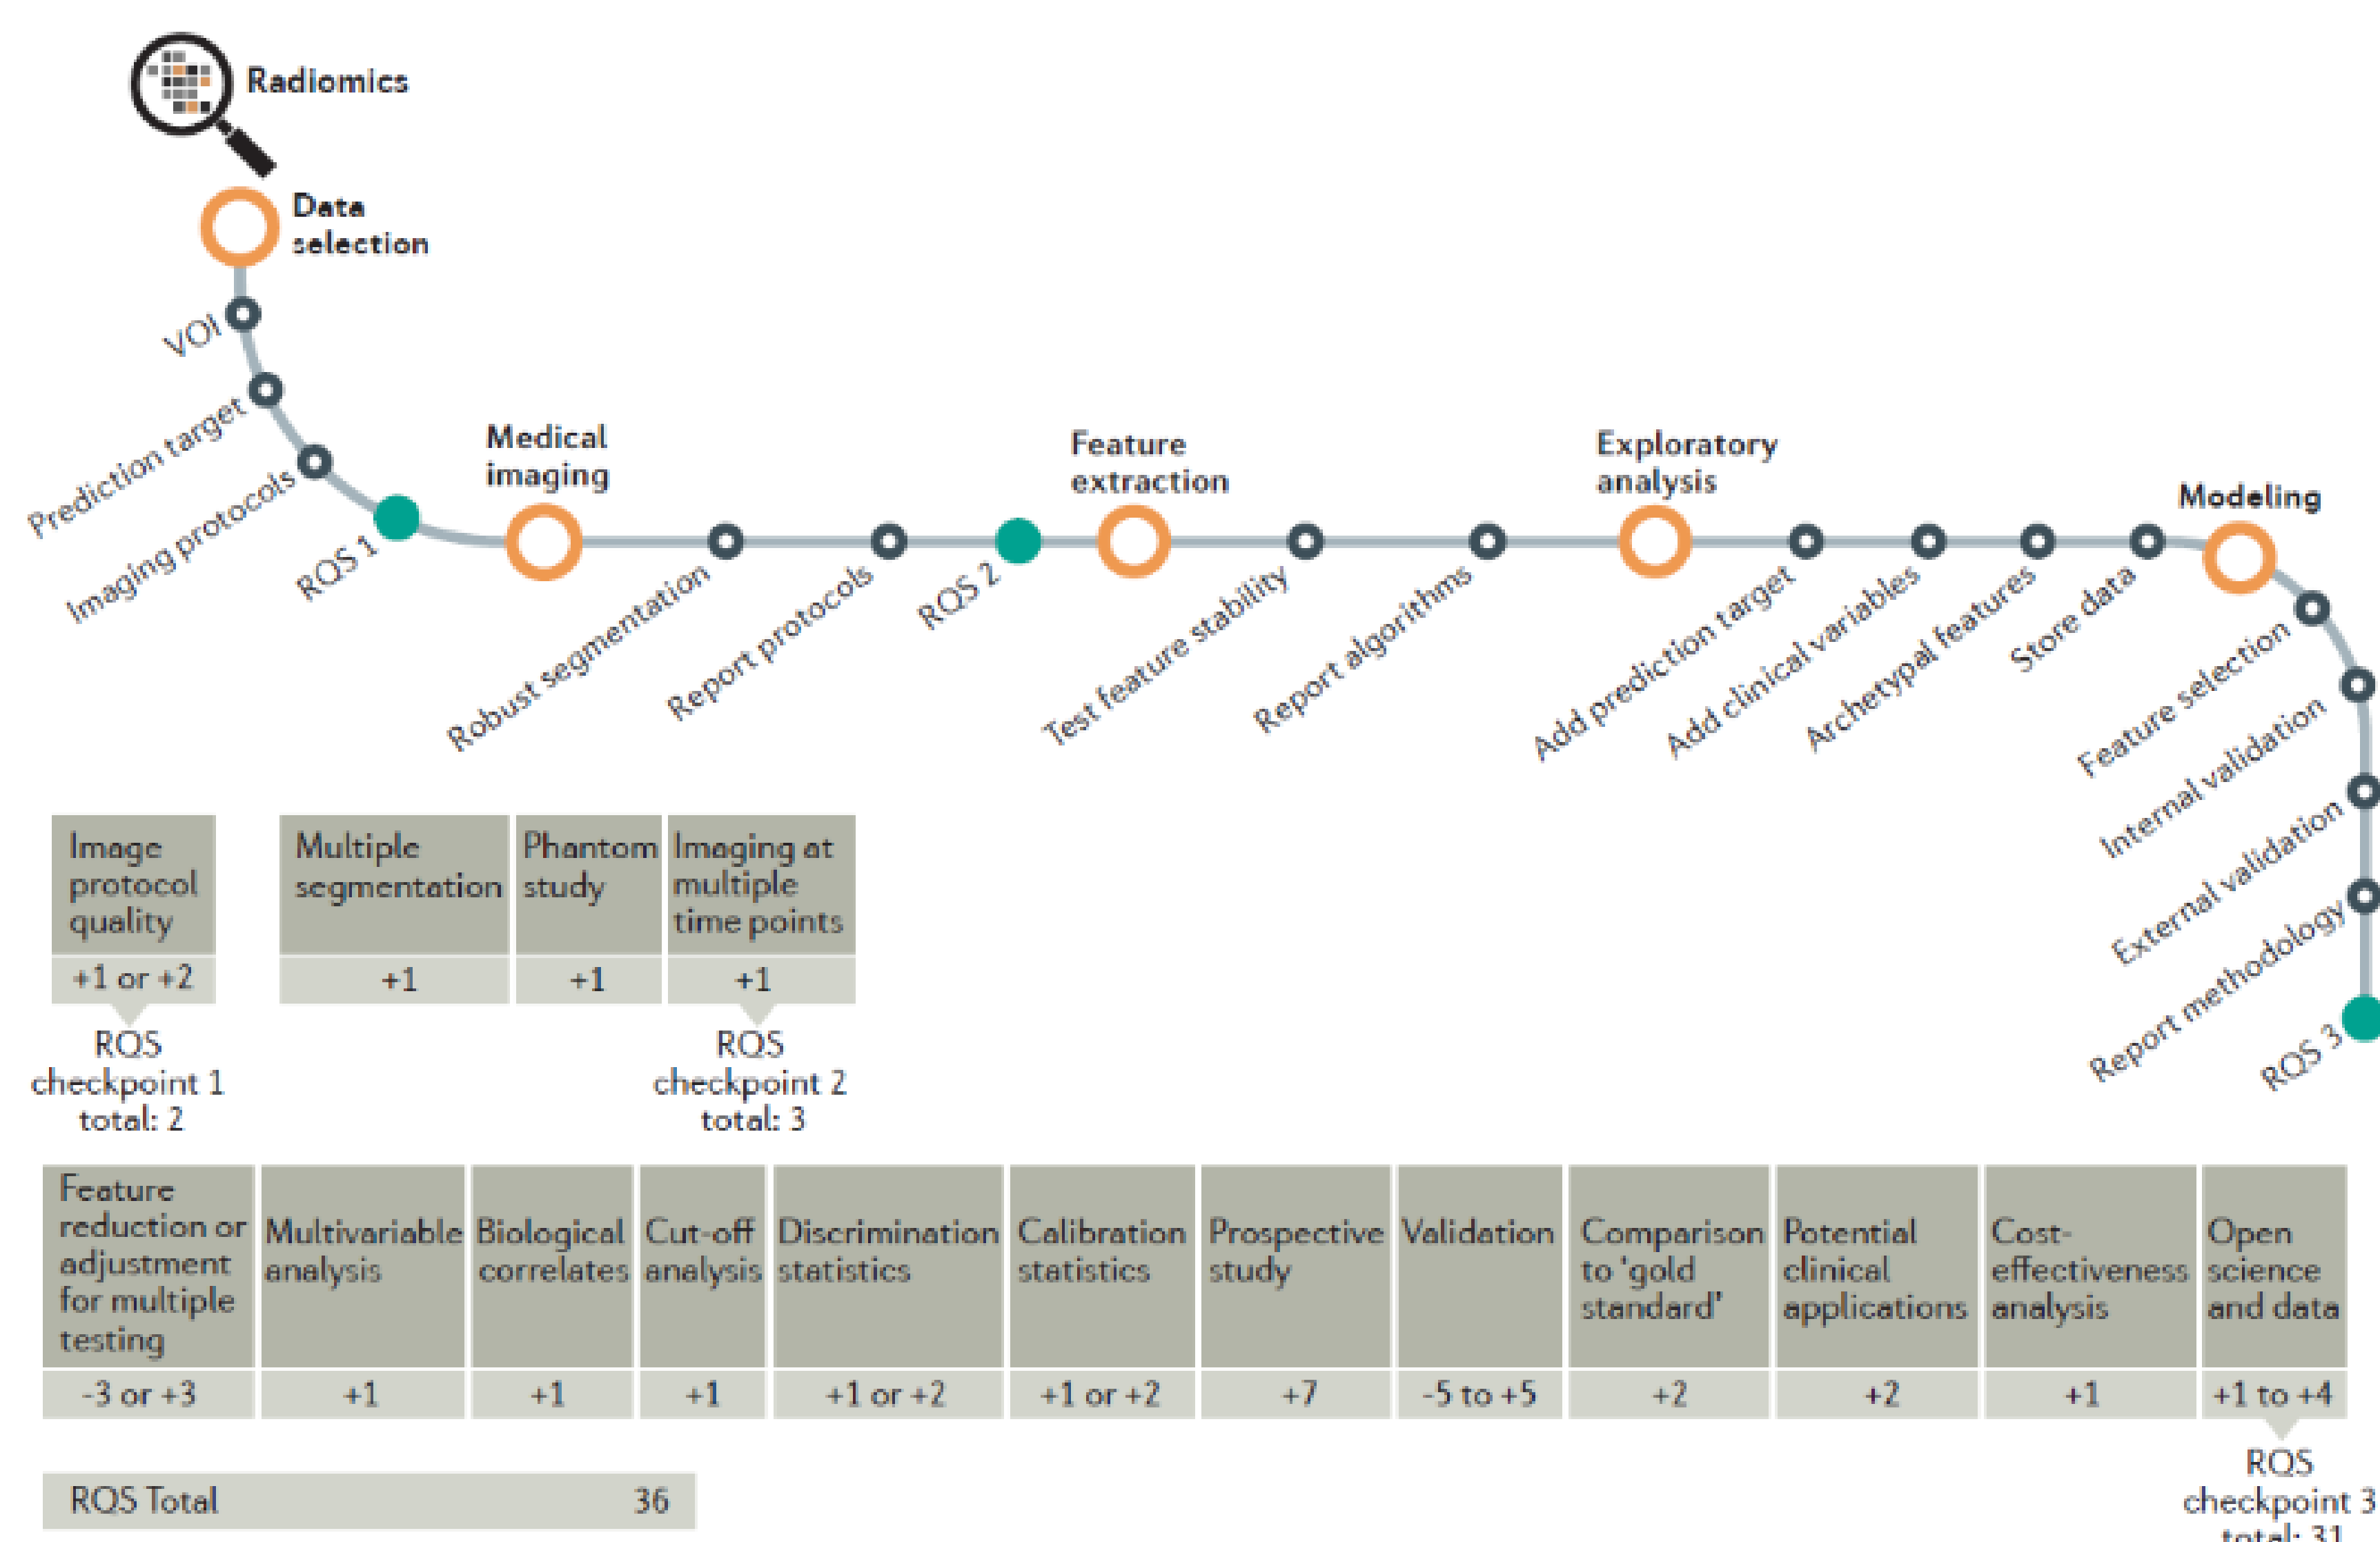 Radiomics
Data
selection
VOI
Prediction target
Imaging protocols
RQS 1
Medical
imaging
Robust segmentation
Report protocols
RQS 2
Feature
extraction
Test feature stability
Report algorithms
Exploratory
analysis
Add prediction target
Add clinical variables
Archetypal features
Store data
Modeling
Feature selection
Internal validation
External validation
Report methodology
RQS 3
Image
protocol
quality
+1 or +2
RQS
checkpoint 1
total: 2
Multiple
segmentation
+1
Phantom
study
+1
Imaging at
multiple
time points
+1
RQS
checkpoint 2
total: 3
Feature
reduction or
adjustment
for multiple
testing
-3 or +3
Multivariable
analysis
+1
Biological
correlates
+1
Cut-off
analysis
+1
Discrimination
statistics
+1 or +2
Calibration
statistics
+1 or +2
Prospective
study
+7
Validation
-5 to +5
Comparison
to ‘gold
standard’
+2
Potential
clinical
applications
+2
Cost-
effectiveness
analysis
+1
Open
science
and data
+1 to +4
RQS
checkpoint 3
total: 31
RQS Total 36